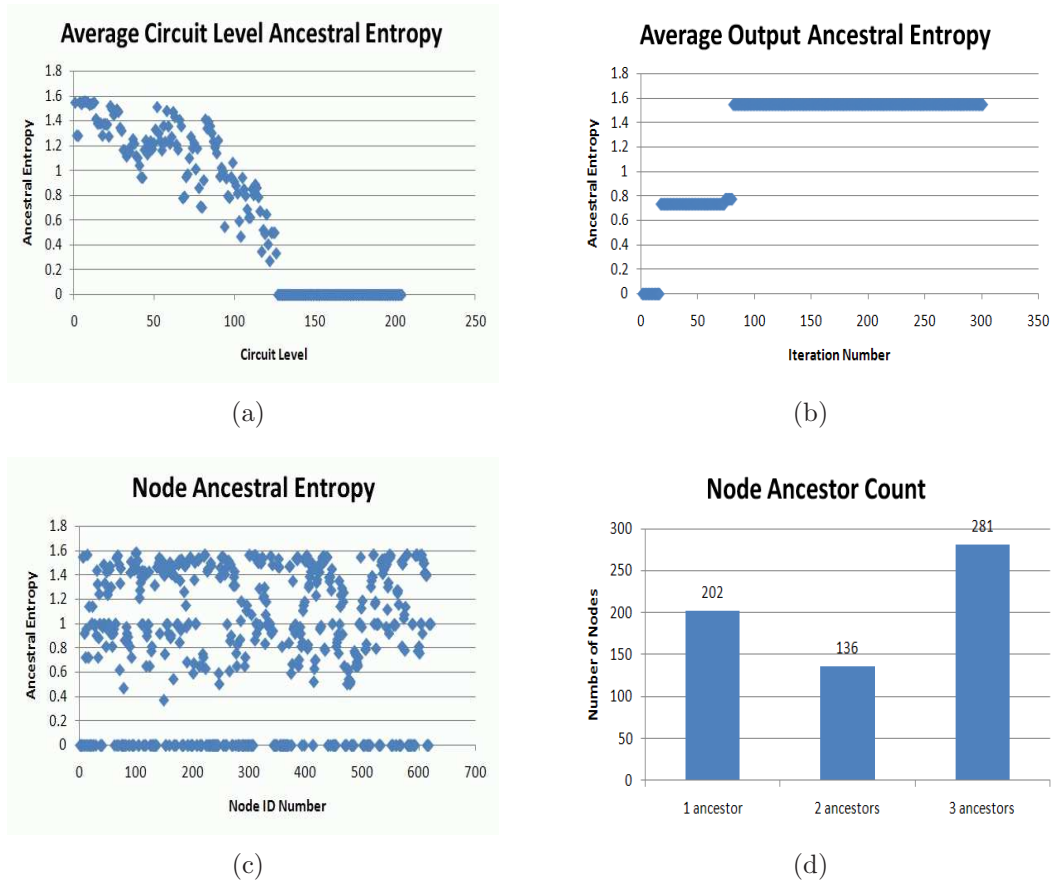 Average Circuit Level Ancestral Entropy
Ancestral Entropy
1.8
1.6
1.4
1.2
1
0.8
0.6
0.4
0.2
0
0 50 100 150 200 250
Circuit Level
(a)
Average Output Ancestral Entropy
Ancestral Entropy
1.8
1.6
1.4
1.2
1
0.8
0.6
0.4
0.2
0
0 50 100 150 200 250 300 350
Iteration Number
(b)
Node Ancestral Entropy
Ancestral Entropy
1.8
1.6
1.4
1.2
1
0.8
0.6
0.4
0.2
0
0 100 200 300 400 500 600 700
Node ID Number
(c)
Node Ancestor Count
Number of Nodes
300
250
200
150
100
50
0
202
136
281
1 ancestor 2 ancestors 3 ancestors
(d)